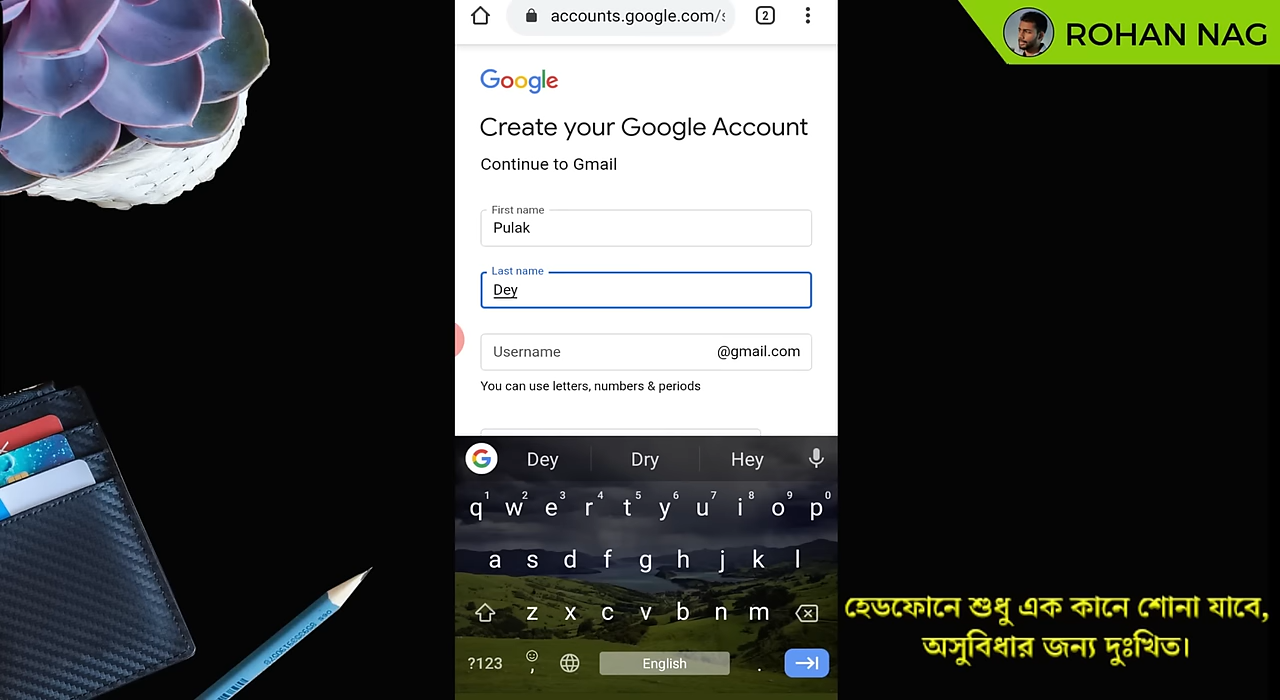 accounts.google.com/s
2
ROHAN NAG
Google
Create your Google Account
Continue to Gmail
First name
Pulak
Last name
Dey
Username @gmail.com
You can use letters, numbers & periods
G Dey Dry Hey
1 2 3 4 5 6 7 8 9 0
q w e r t y u i o p
a s d f g h j k l
z x c v b n m
?123 , English .
হেডফোনে শুধু এক কানে শোনা যাবে,
অসুবিধার জন্য দুঃখিত।